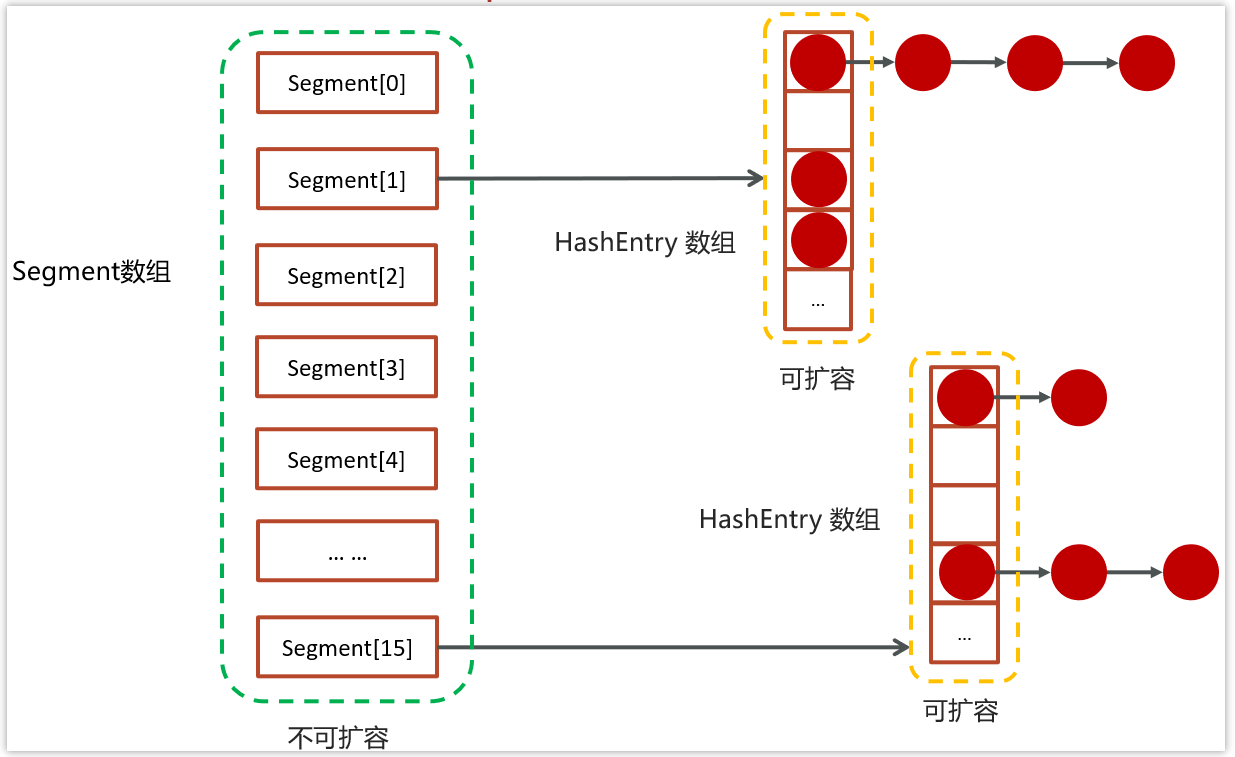 Segment数组
Segment[0]
Segment[1]
Segment[2]
Segment[3]
Segment[4]
... ...
Segment[15]
不可扩容
HashEntry 数组
...
可扩容
HashEntry 数组
...
可扩容